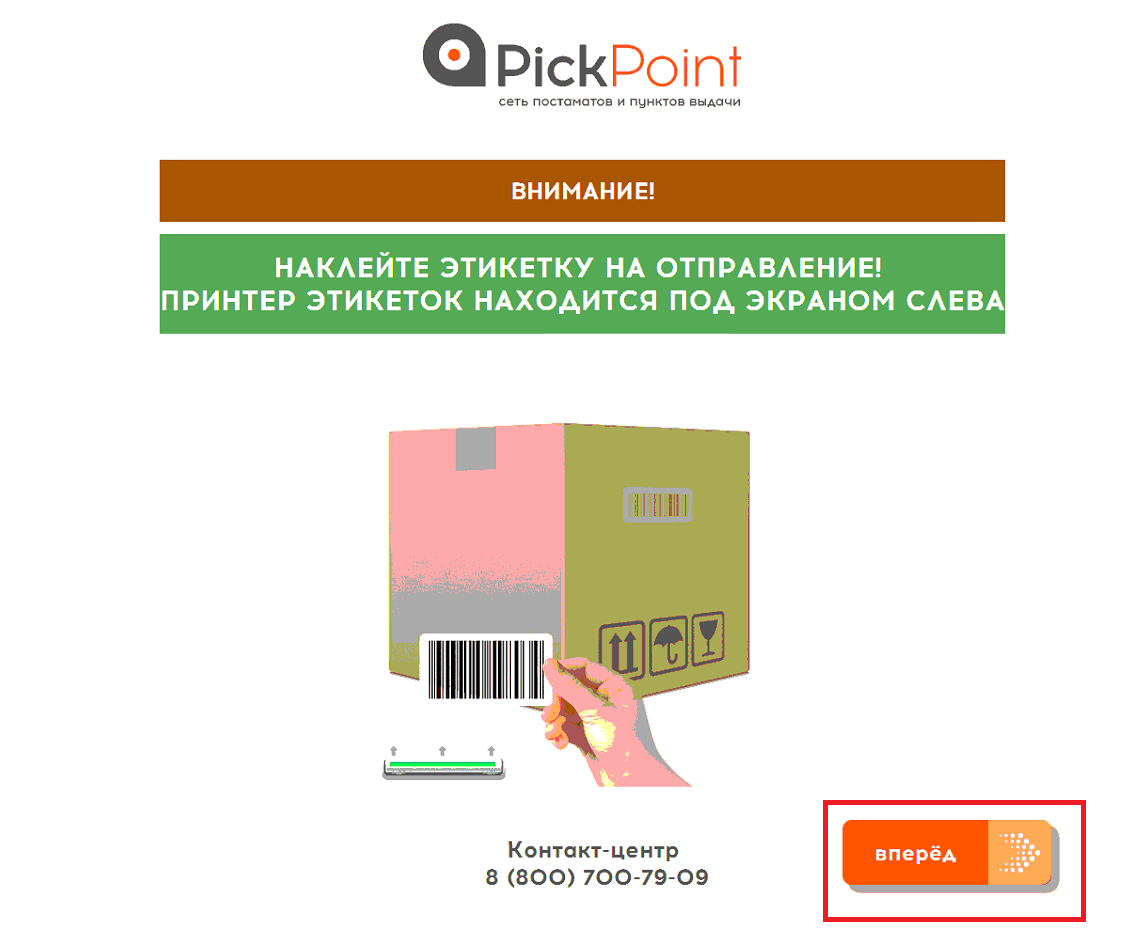 PickPoint
сеть постаматов и пунктов выдачи
ВНИМАНИЕ!
НАКЛЕЙТЕ ЭТИКЕТКУ НА ОТПРАВЛЕНИЕ!
ПРИНТЕР ЭТИКЕТОК НАХОДИТСЯ ПОД ЭКРАНОМ СЛЕВА
Контакт-центр
8 (800) 700-79-09
вперёд